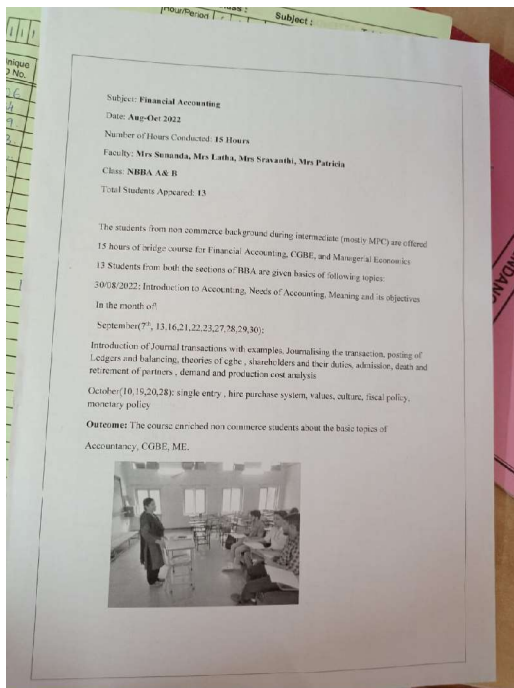 Hour/Period
Subject :
Unique
No.
Subject: Financial Accounting
Date: Aug-Oct 2022
Number of Hours Conducted: 15 Hours
Faculty: Mrs Sunanda, Mrs Latha, Mrs Sravanthi, Mrs Patricia
Class: NBBA A& B
Total Students Appeared: 13
The students from non commerce background during intermediate (mostly MPC) are offered
15 hours of bridge course for Financial Accounting, CGBE, and Managerial Economics
13 Students from both the sections of BBA are given basics of following topics:
30/08/2022: Introduction to Accounting, Needs of Accounting, Meaning and its objectives
In the month of:
September(7th, 13,16,21,22,23,27,28,29,30):
Introduction of Journal transactions with examples, Journalising the transaction, posting of
Ledgers and balancing, theories of cgbe , shareholders and their duties, admission, death and
retirement of partners , demand and production cost analysis
October(10,19,20,28): single entry , hire purchase system, values, culture, fiscal policy,
monetary policy
Outcome: The course enriched non commerce students about the basic topics of
Accountancy, CGBE, ME.